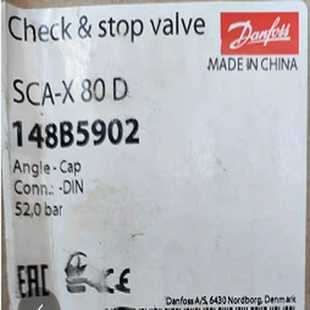 Check & stop valve
Danfoss
MADE IN CHINA
SCA-X 80 D
148B5902
Angle - Cap
Conn.: -DIN
52,0 bar
EAC CE
Danfoss A/S, 6430 Nordborg, Denmark